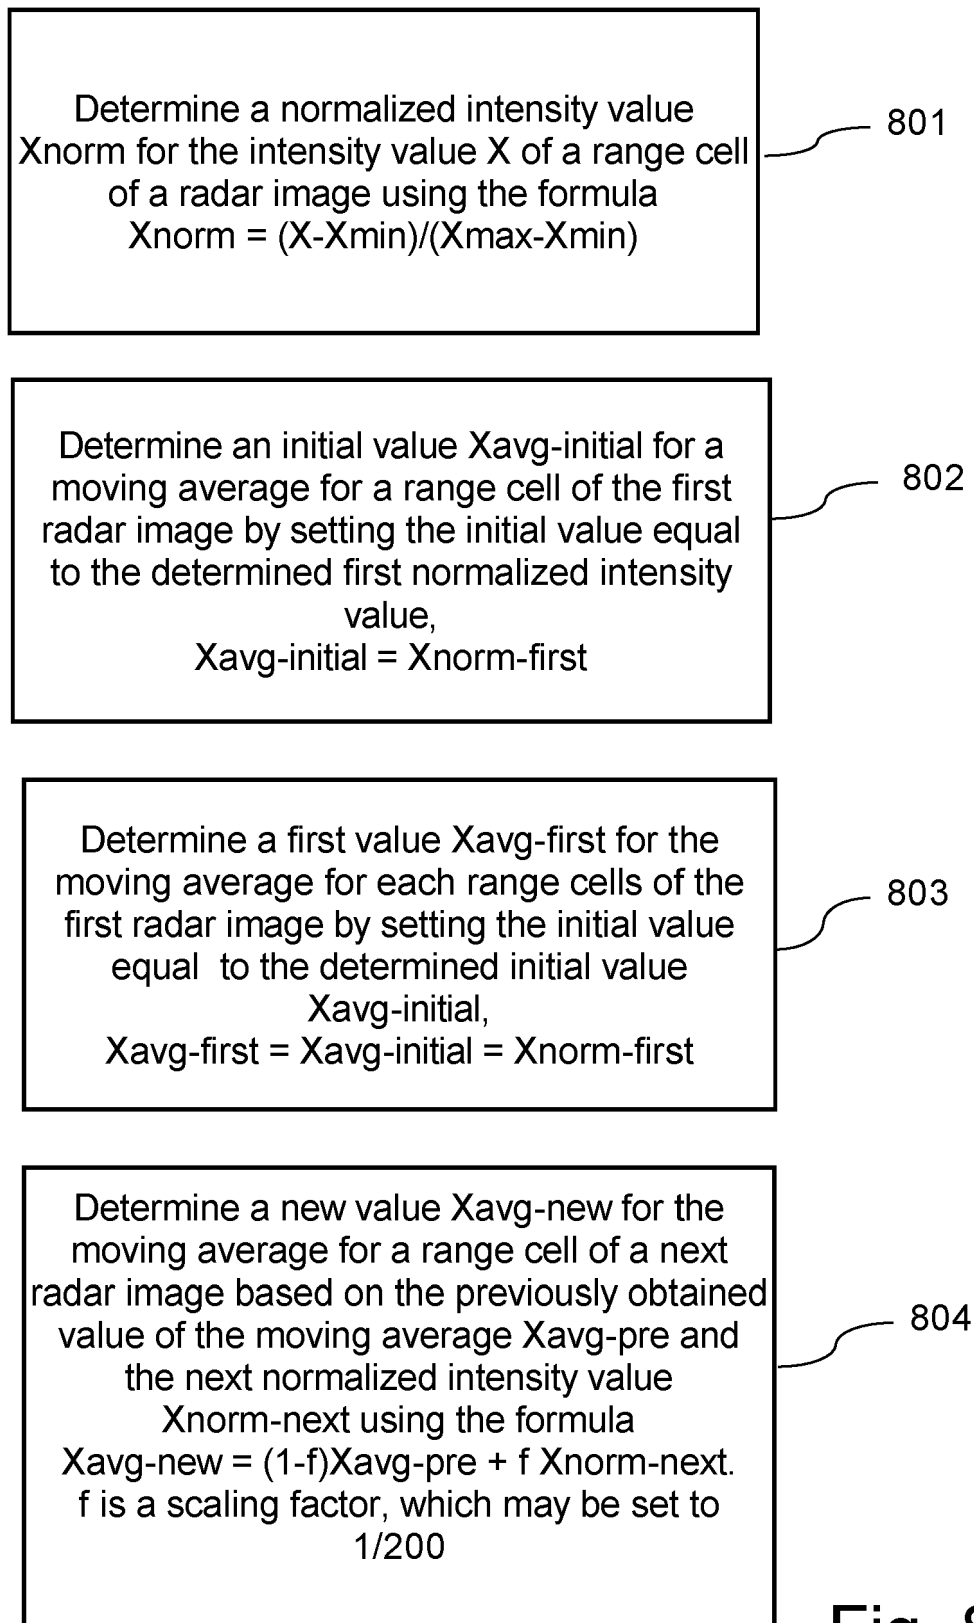 Determine a normalized intensity value
Xnorm for the intensity value X of a range cell
of a radar image using the formula
Xnorm = (X-Xmin)/(Xmax-Xmin)
801
Determine an initial value Xavg-initial for a
moving average for a range cell of the first
radar image by setting the initial value equal
to the determined first normalized intensity
value,
Xavg-initial = Xnorm-first
802
Determine a first value Xavg-first for the
moving average for each range cells of the
first radar image by setting the initial value
equal  to the determined initial value
Xavg-initial,
Xavg-first = Xavg-initial = Xnorm-first
803
Determine a new value Xavg-new for the
moving average for a range cell of a next
radar image based on the previously obtained
value of the moving average Xavg-pre and
the next normalized intensity value
Xnorm-next using the formula
Xavg-new = (1-f)Xavg-pre + f Xnorm-next.
f is a scaling factor, which may be set to
1/200
804